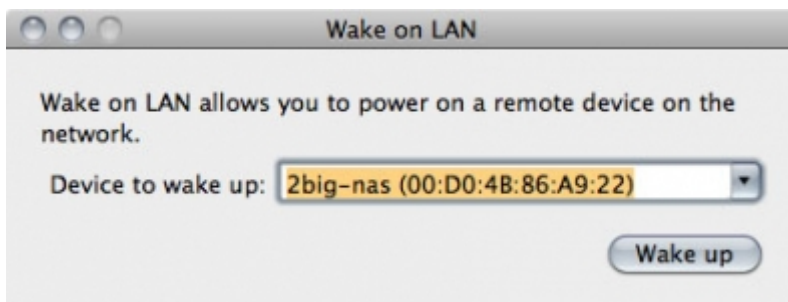 Wake on LAN
Wake on LAN allows you to power on a remote device on the
network.
Device to wake up: 2big-nas (00:D0:4B:86:A9:22)
Wake up